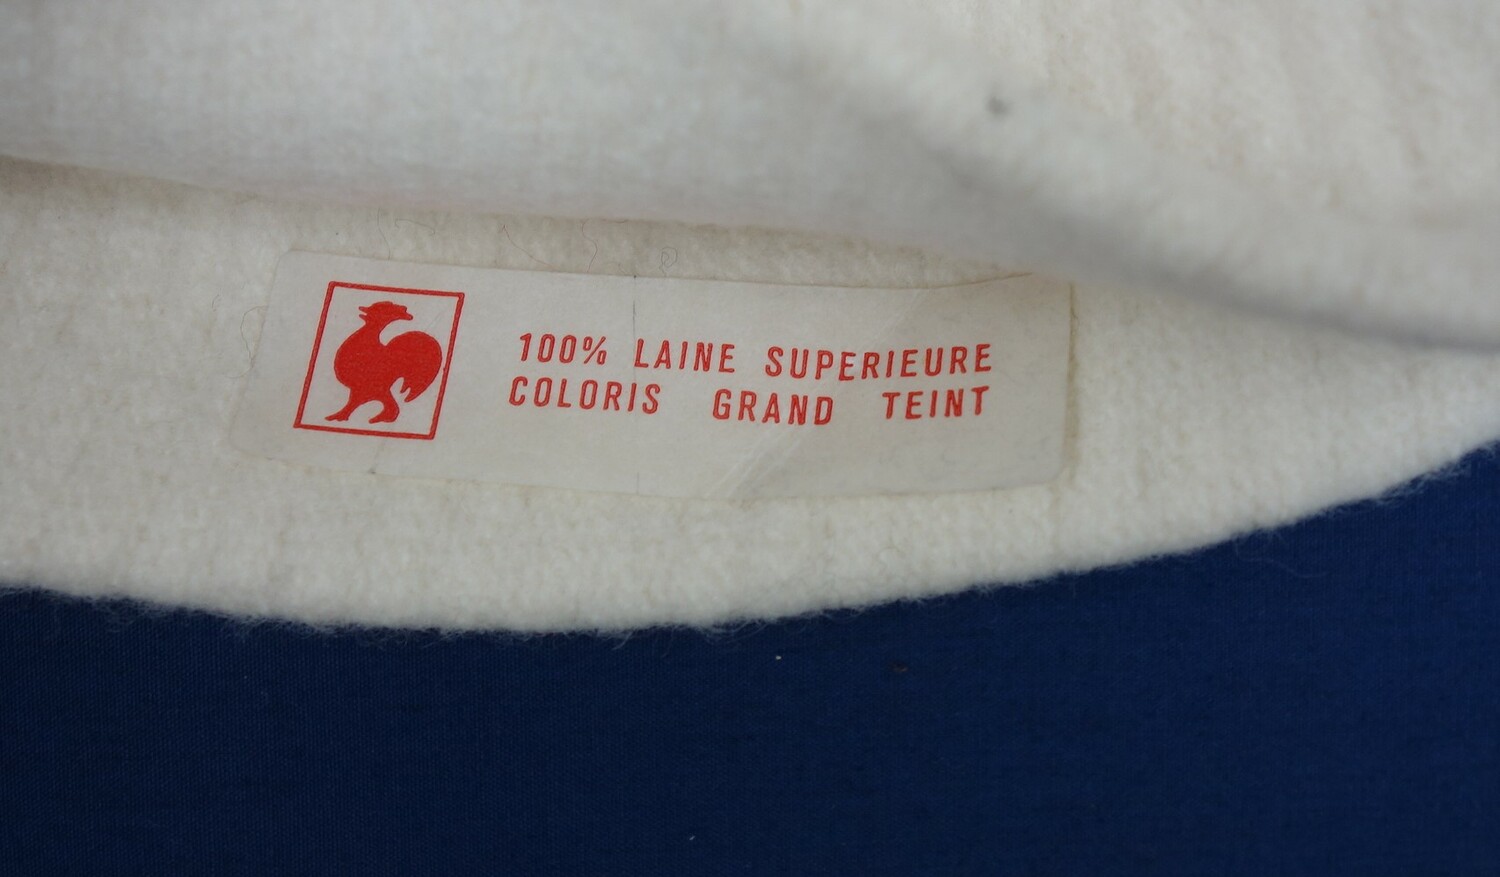 100% LAINE SUPERIEURE
COLORIS GRAND TEINT